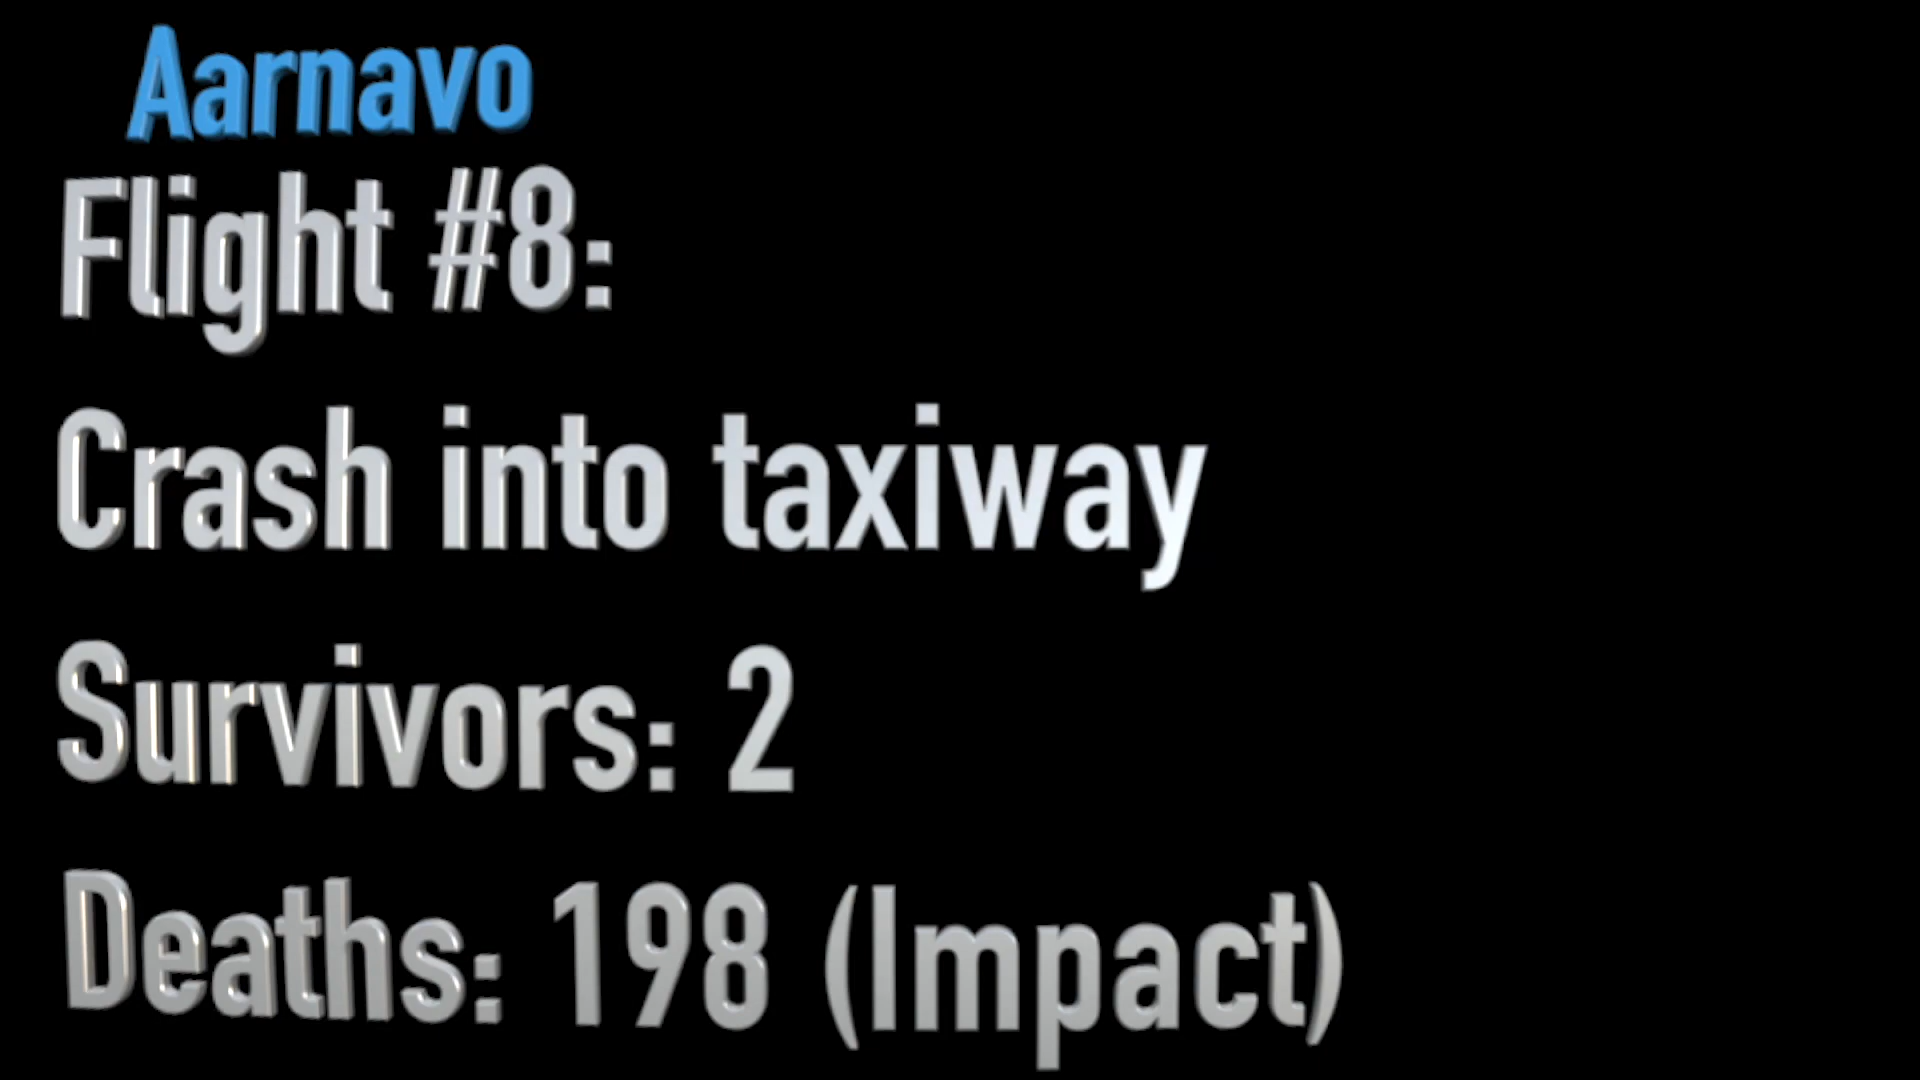 Aarnavo
Flight #8:
Crash into taxiway
Survivors: 2
Deaths: 198 (Impact)